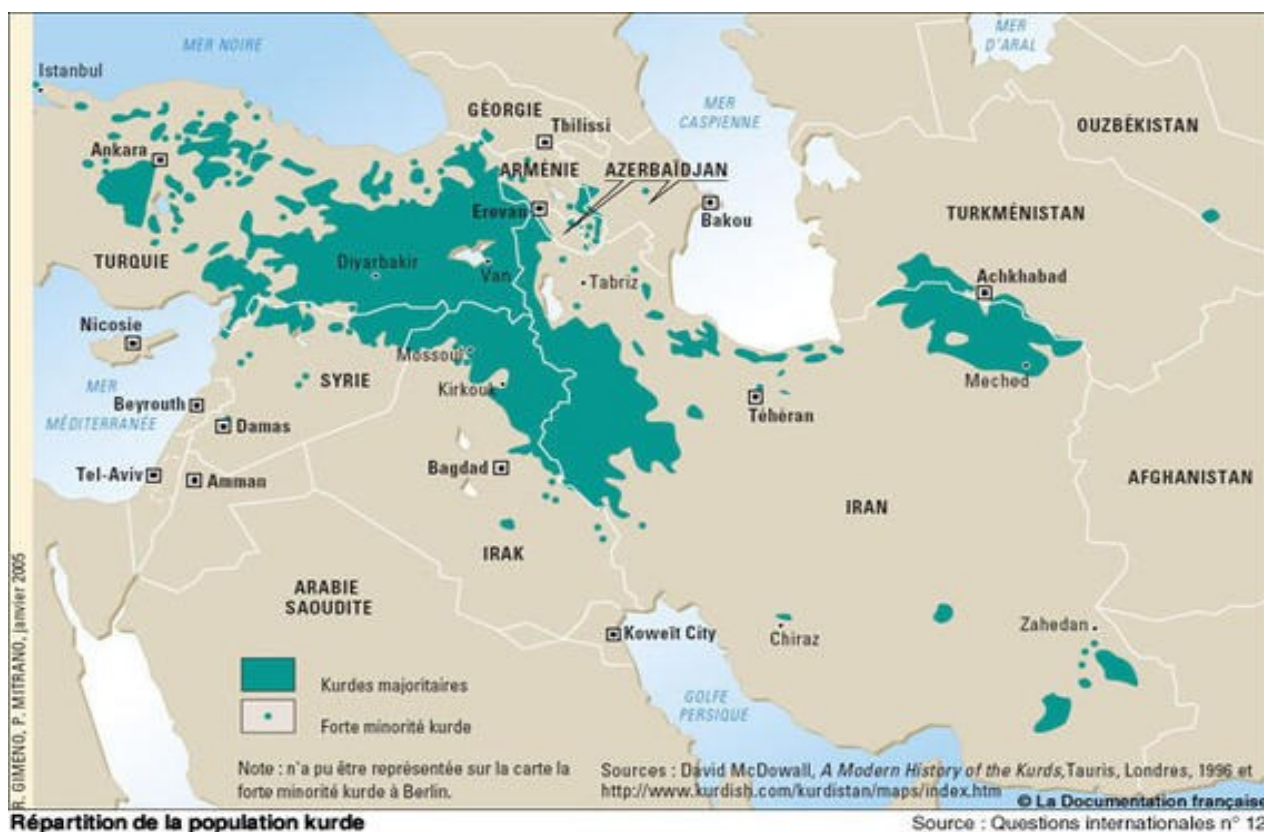 MER NOIRE
MER
D'ARAL
Istanbul
GÉORGIE
Tbilissi
MER
CASPIENNE
OUZBÉKISTAN
Ankara
ARMÉNIE
AZERBAÏDJAN
Erevan
Bakou
TURKMÉNISTAN
TURQUIE
Diyarbakir
Van
Tabriz
Achkhabad
Nicosie
Mossoul
Meched
SYRIE
Kirkouk
MER
MÉDITERRANÉE
Beyrouth
Téhéran
Damas
Tel-Aviv
Amman
Bagdad
AFGHANISTAN
IRAN
IRAK
ARABIE
SAOUDITE
Koweït City
Chiraz
Zahedan
GOLFE
PERSIQUE
Kurdes majoritaires
Forte minorité kurde
Note : n'a pu être représentée sur la carte la
forte minorité kurde à Berlin.
Sources : David McDowall, A Modern History of the Kurds,Tauris, Londres, 1996 et
http://www.kurdish.com/kurdistan/maps/index.htm
© La Documentation française
R. GIMENO, P. MITRANO, janvier 2005
Répartition de la population kurde
Source : Questions internationales n° 12